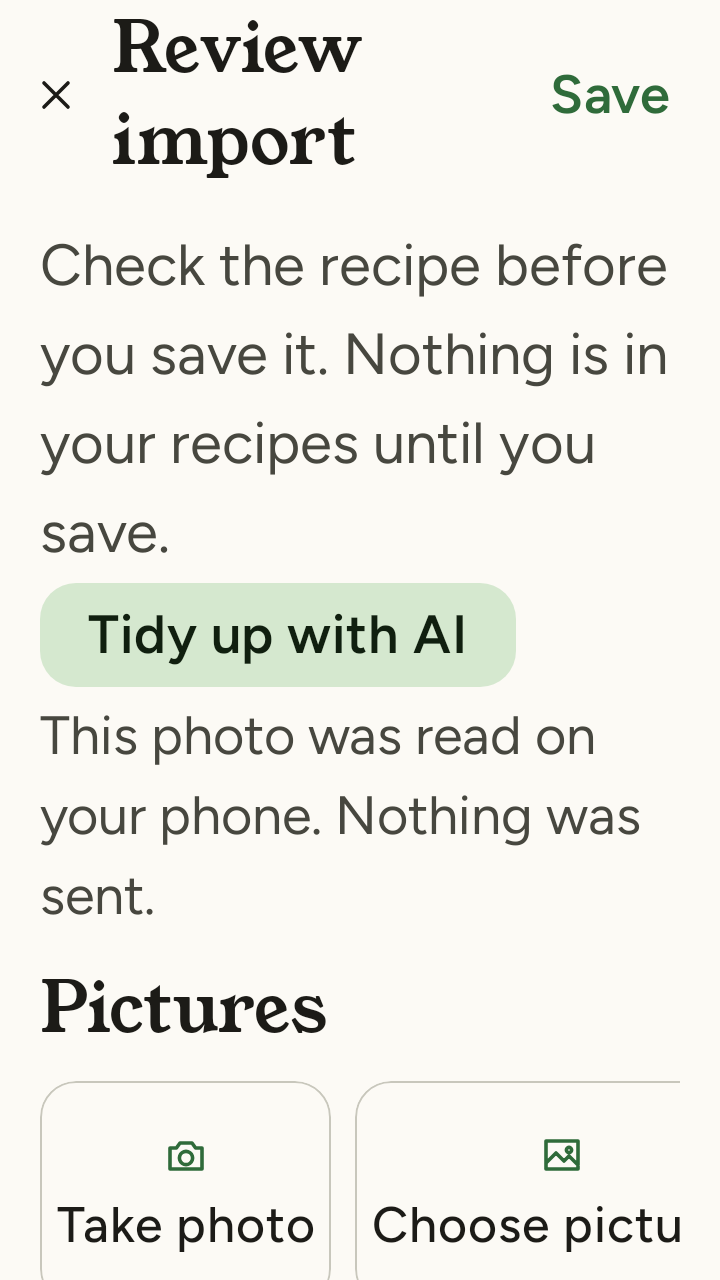 Review
import
Save
Check the recipe before
you save it. Nothing is in
your recipes until you
save.
Tidy up with AI
This photo was read on
your phone. Nothing was
sent.
Pictures
Take photo
Choose pictu